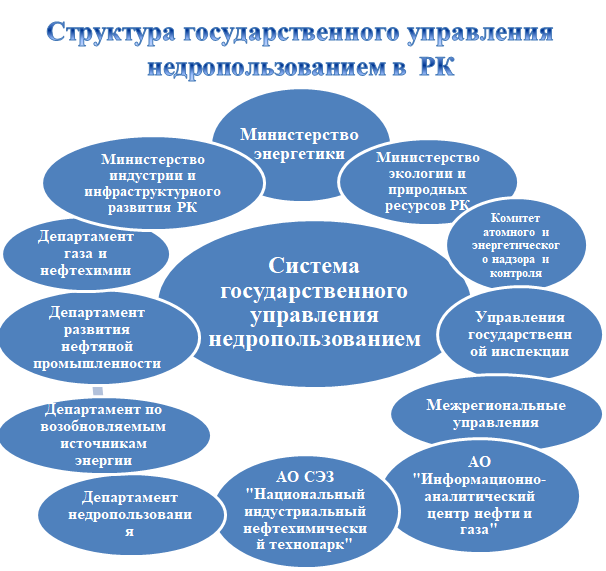 Структура государственного управления
недропользованием в РК
Министерство
энергетики
Министерство
индустрии и
инфраструктурного
развития РК
Министерство
экологии и
природных
ресурсов РК
Департамент
газа и
нефтехимии
Комитет
атомного и
энергетическог
о надзора и
контроля
Система
государственного
управления
недропользованием
Департамент
развития
нефтяной
промышленности
Управления
государственн
ой инспекции
Департамент по
возобновляемым
источникам
энергии
Межрегиональные
управления
Департамент
недропользовани
я
АО СЭЗ
"Национальный
индустриальный
нефтехимически
й технопарк"
АО
"Информационно-
аналитический
центр нефти и
газа"